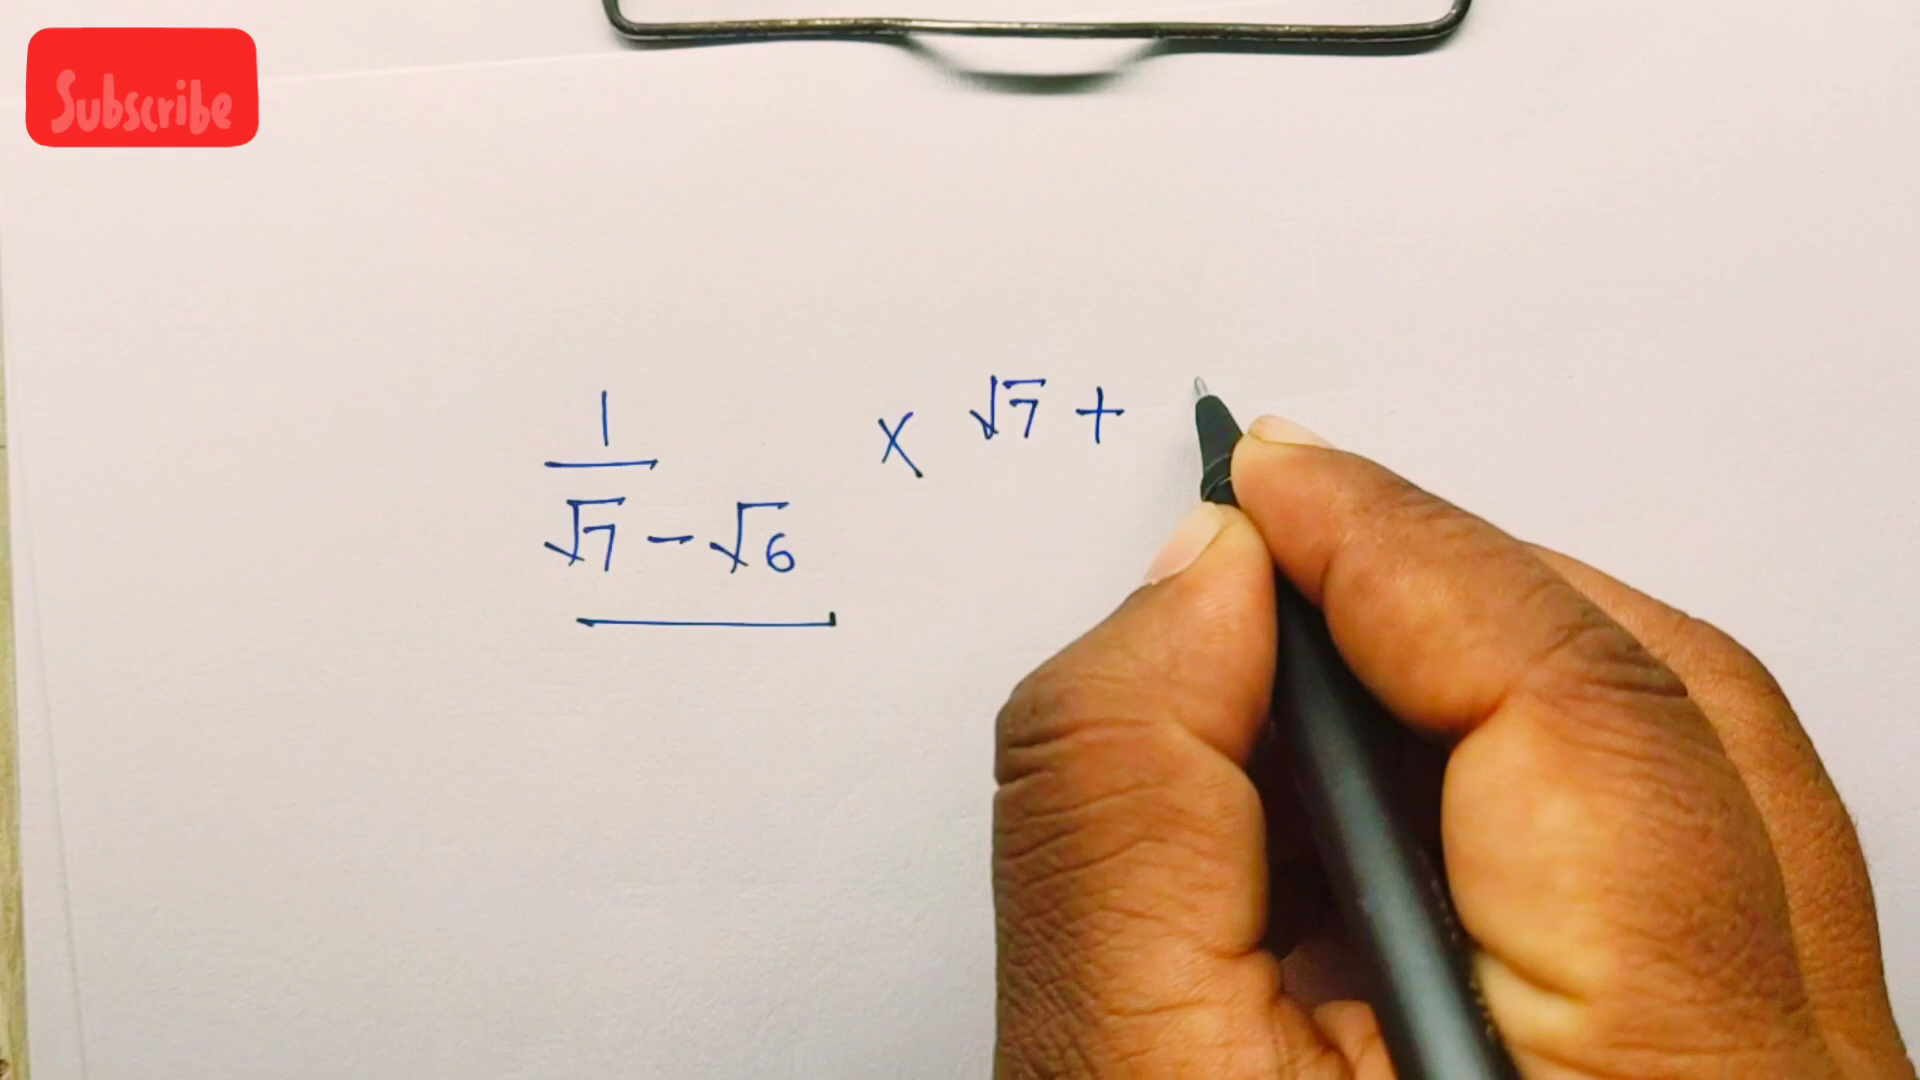 Subscribe
1 × √7 +
√7 − √6